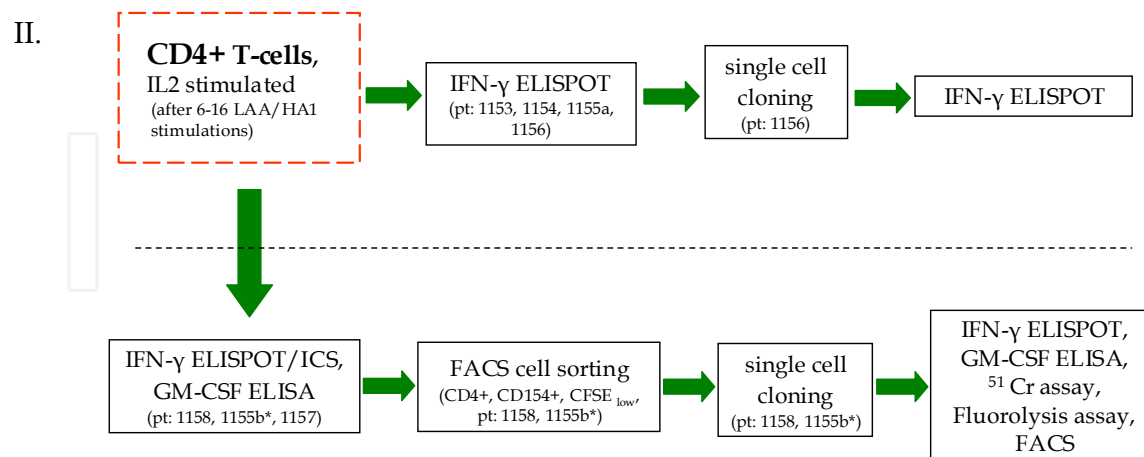 II.
CD4+ T-cells,
IL2 stimulated
(after 6-16 LAA/HA1
stimulations)
IFN-γ ELISPOT
(pt: 1153, 1154, 1155a,
1156)
single cell
cloning
(pt: 1156)
IFN-γ ELISPOT
IFN-γ ELISPOT/ICS,
GM-CSF ELISA
(pt: 1158, 1155b*, 1157)
FACS cell sorting
(CD4+, CD154+, CFSE low,
pt: 1158, 1155b*)
single cell
cloning
(pt: 1158, 1155b*)
IFN-γ ELISPOT,
GM-CSF ELISA,
51 Cr assay,
Fluorolysis assay,
FACS